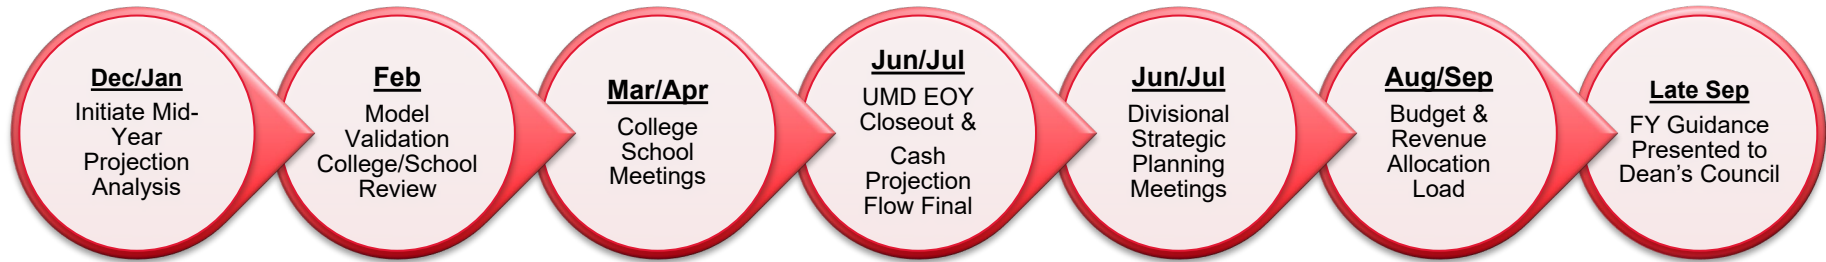 Dec/Jan
Initiate Mid-
Year
Projection
Analysis
Feb
Model
Validation
College/School
Review
Mar/Apr
College
School
Meetings
Jun/Jul
UMD EOY
Closeout &
Cash
Projection
Flow Final
Jun/Jul
Divisional
Strategic
Planning
Meetings
Aug/Sep
Budget &
Revenue
Allocation
Load
Late Sep
FY Guidance
Presented to
Dean’s Council